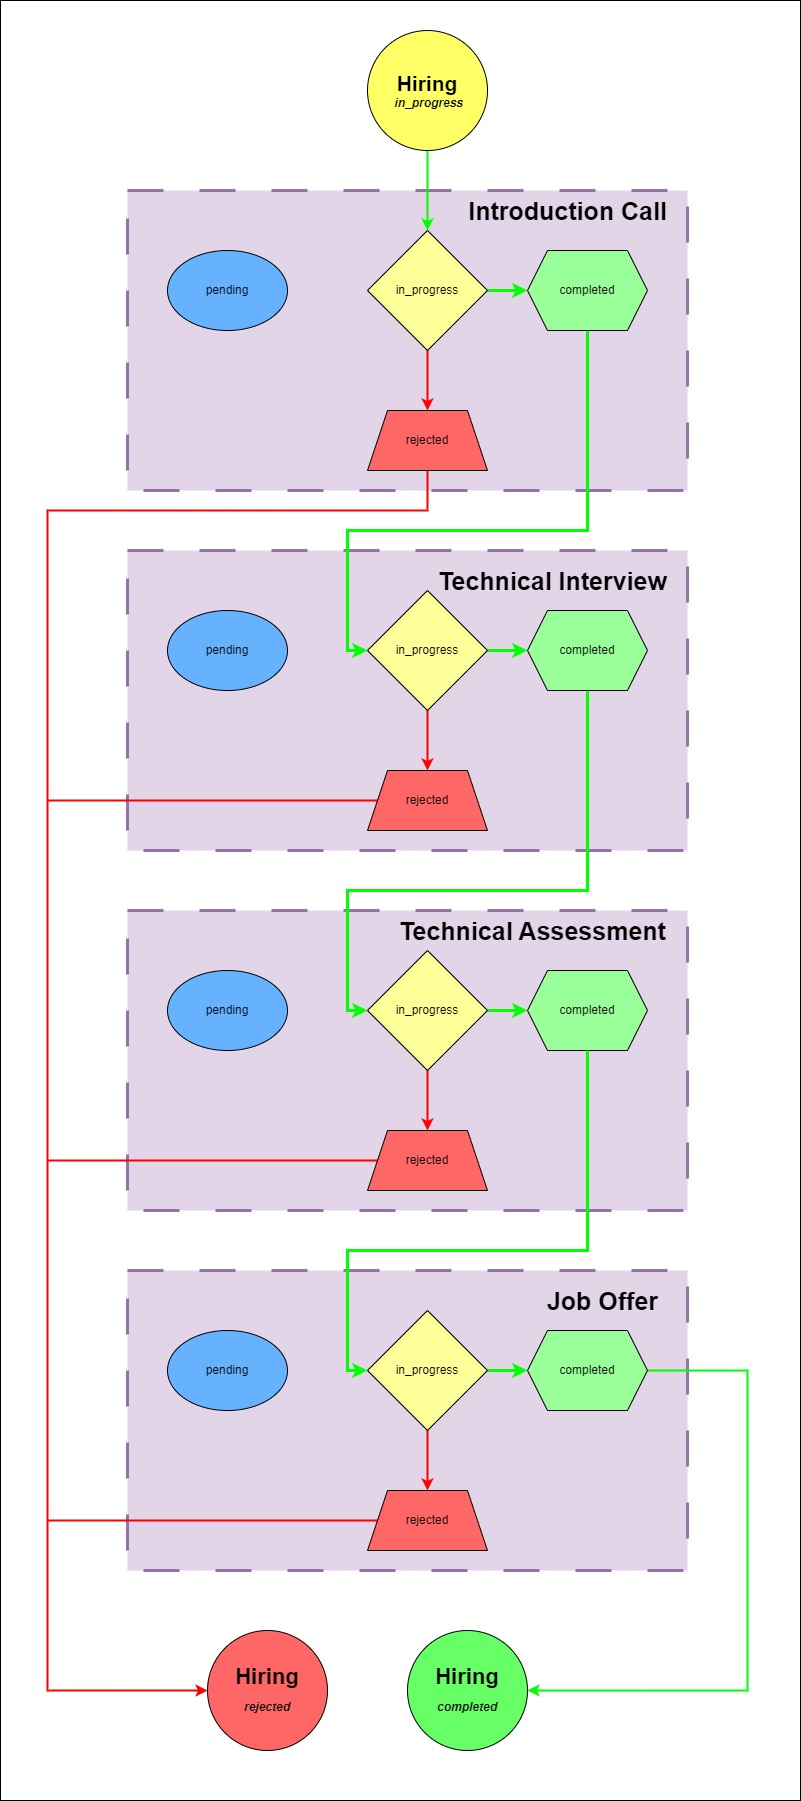 Hiring
in_progress
Introduction Call
pending
in_progress
completed
rejected
Technical Interview
pending
in_progress
completed
rejected
Technical Assessment
pending
in_progress
completed
rejected
Job Offer
pending
in_progress
completed
rejected
Hiring
rejected
Hiring
completed